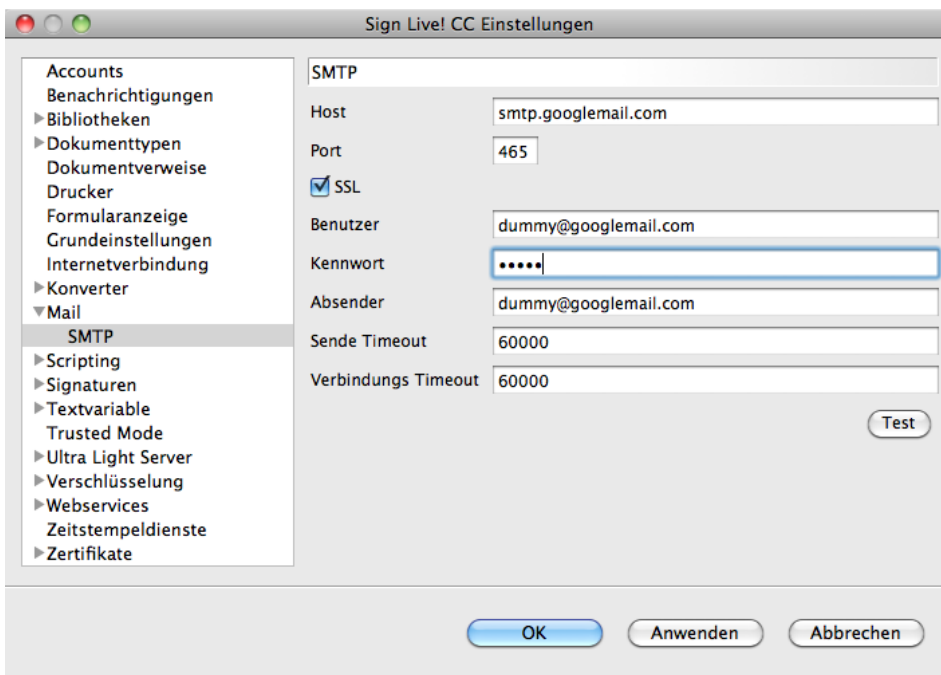 Sign Live! CC Einstellungen
Accounts
Benachrichtigungen
Bibliotheken
Dokumenttypen
Dokumentverweise
Drucker
Formularanzeige
Grundeinstellungen
Internetverbindung
Konverter
Mail
SMTP
Scripting
Signaturen
Textvariable
Trusted Mode
Ultra Light Server
Verschlüsselung
Webservices
Zeitstempeldienste
Zertifikate
SMTP
Host smtp.googlemail.com
Port 465
SSL
Benutzer dummy@googlemail.com
Kennwort •••••
Absender dummy@googlemail.com
Sende Timeout 60000
Verbindungs Timeout 60000
Test
OK Anwenden Abbrechen